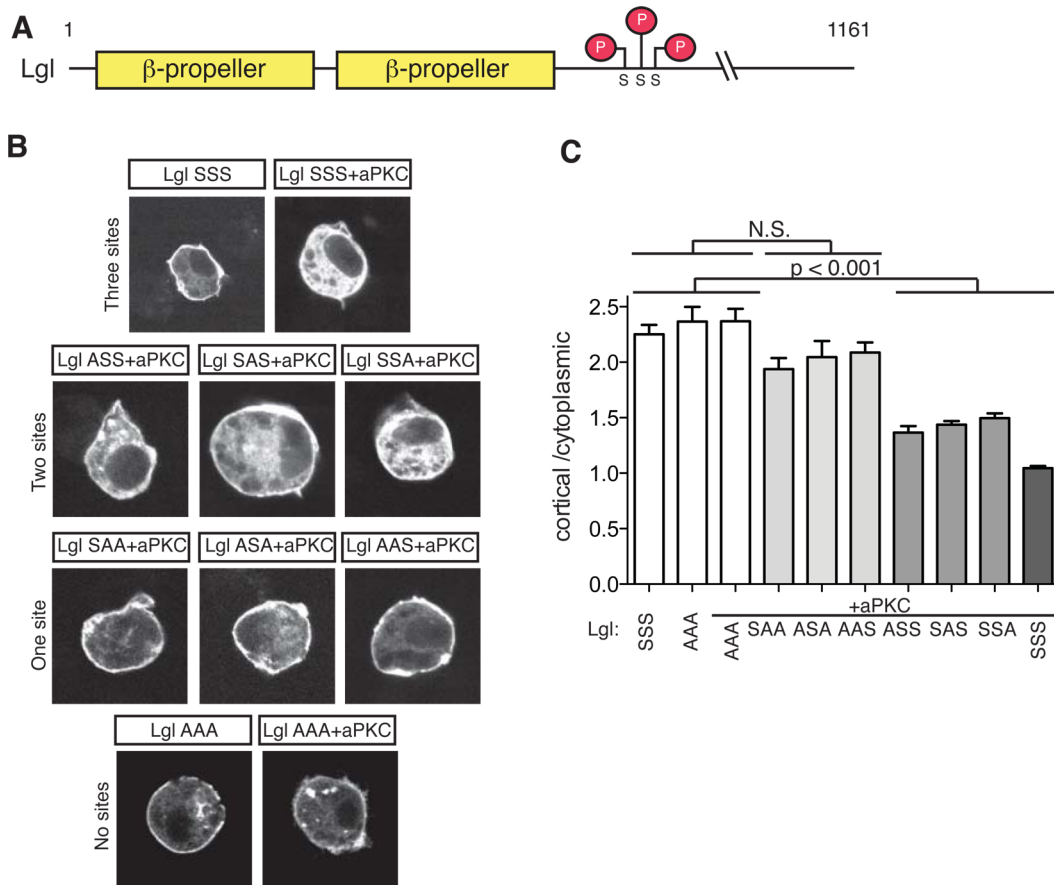 A
1
1161
P
P
P
Lgl
β-propeller
β-propeller
S S S
B
Three sites
Lgl SSS
Lgl SSS+aPKC
Two sites
Lgl ASS+aPKC
Lgl SAS+aPKC
Lgl SSA+aPKC
One site
Lgl SAA+aPKC
Lgl ASA+aPKC
Lgl AAS+aPKC
No sites
Lgl AAA
Lgl AAA+aPKC
C
N.S.
p < 0.001
cortical /cytoplasmic
2.5
2.0
1.5
1.0
0.5
0.0
+aPKC
Lgl: SSS AAA AAA SAA ASA AAS ASS SAS SSA SSS